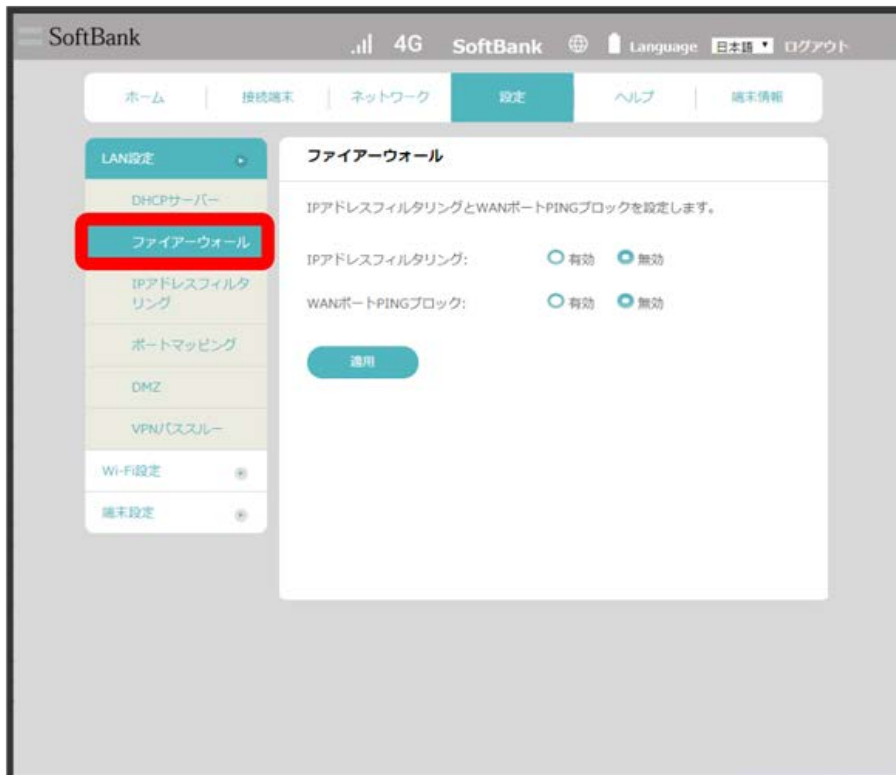 SoftBank
4G SoftBank Language 日本語 ログアウト
ホーム 接続端末 ネットワーク 設定 ヘルプ 端末情報
LAN設定
DHCPサーバー
ファイアーウォール
IPアドレスフィルタ
リング
ポートマッピング
DMZ
VPNパススルー
Wi-Fi設定
端末設定
ファイアーウォール
IPアドレスフィルタリングとWANポートPINGブロックを設定します。
IPアドレスフィルタリング: 有効 無効
WANポートPINGブロック: 有効 無効
適用